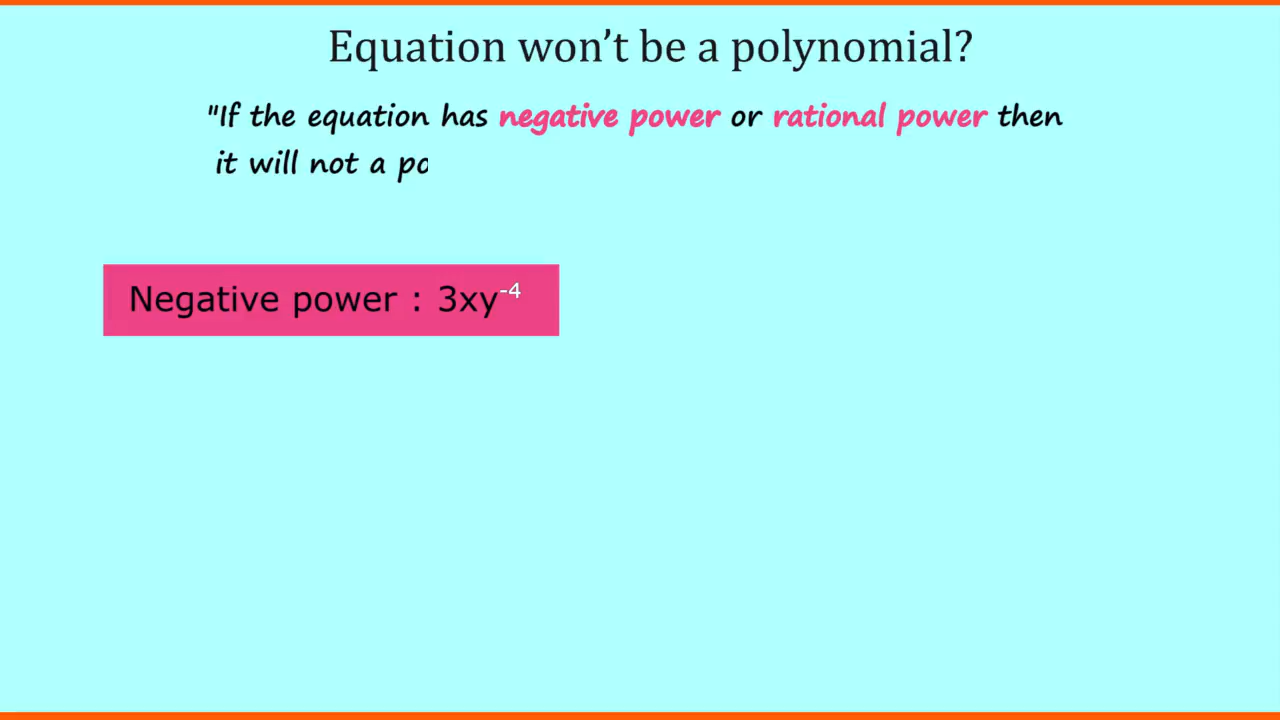 Equation won’t be a polynomial?
"If the equation has negative power or rational power then
it will not a po
Negative power : 3xy⁻⁴